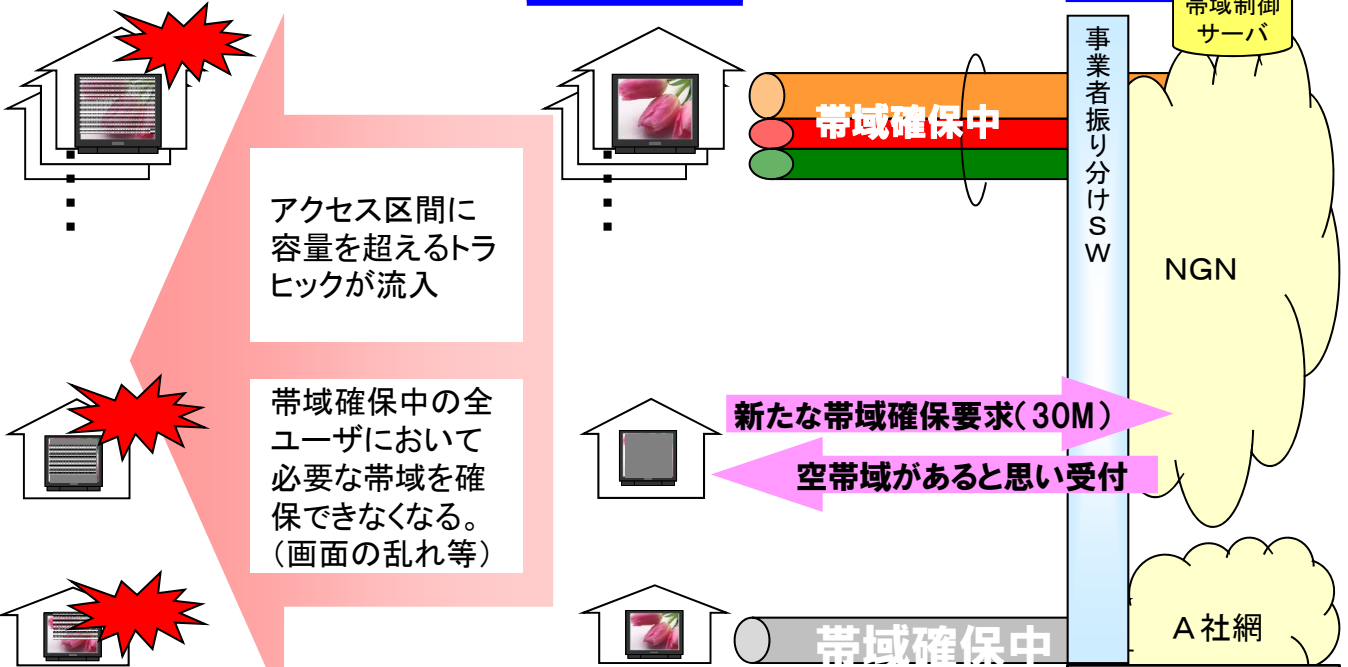 帯域制御
サーバ
事業者振り分けSW
帯域確保中
NGN
アクセス区間に
容量を超えるトラ
ヒックが流入
帯域確保中の全
ユーザにおいて
必要な帯域を確
保できなくなる。
(画面の乱れ等)
新たな帯域確保要求(30M)
空帯域があると思い受付
帯域確保中
A社網